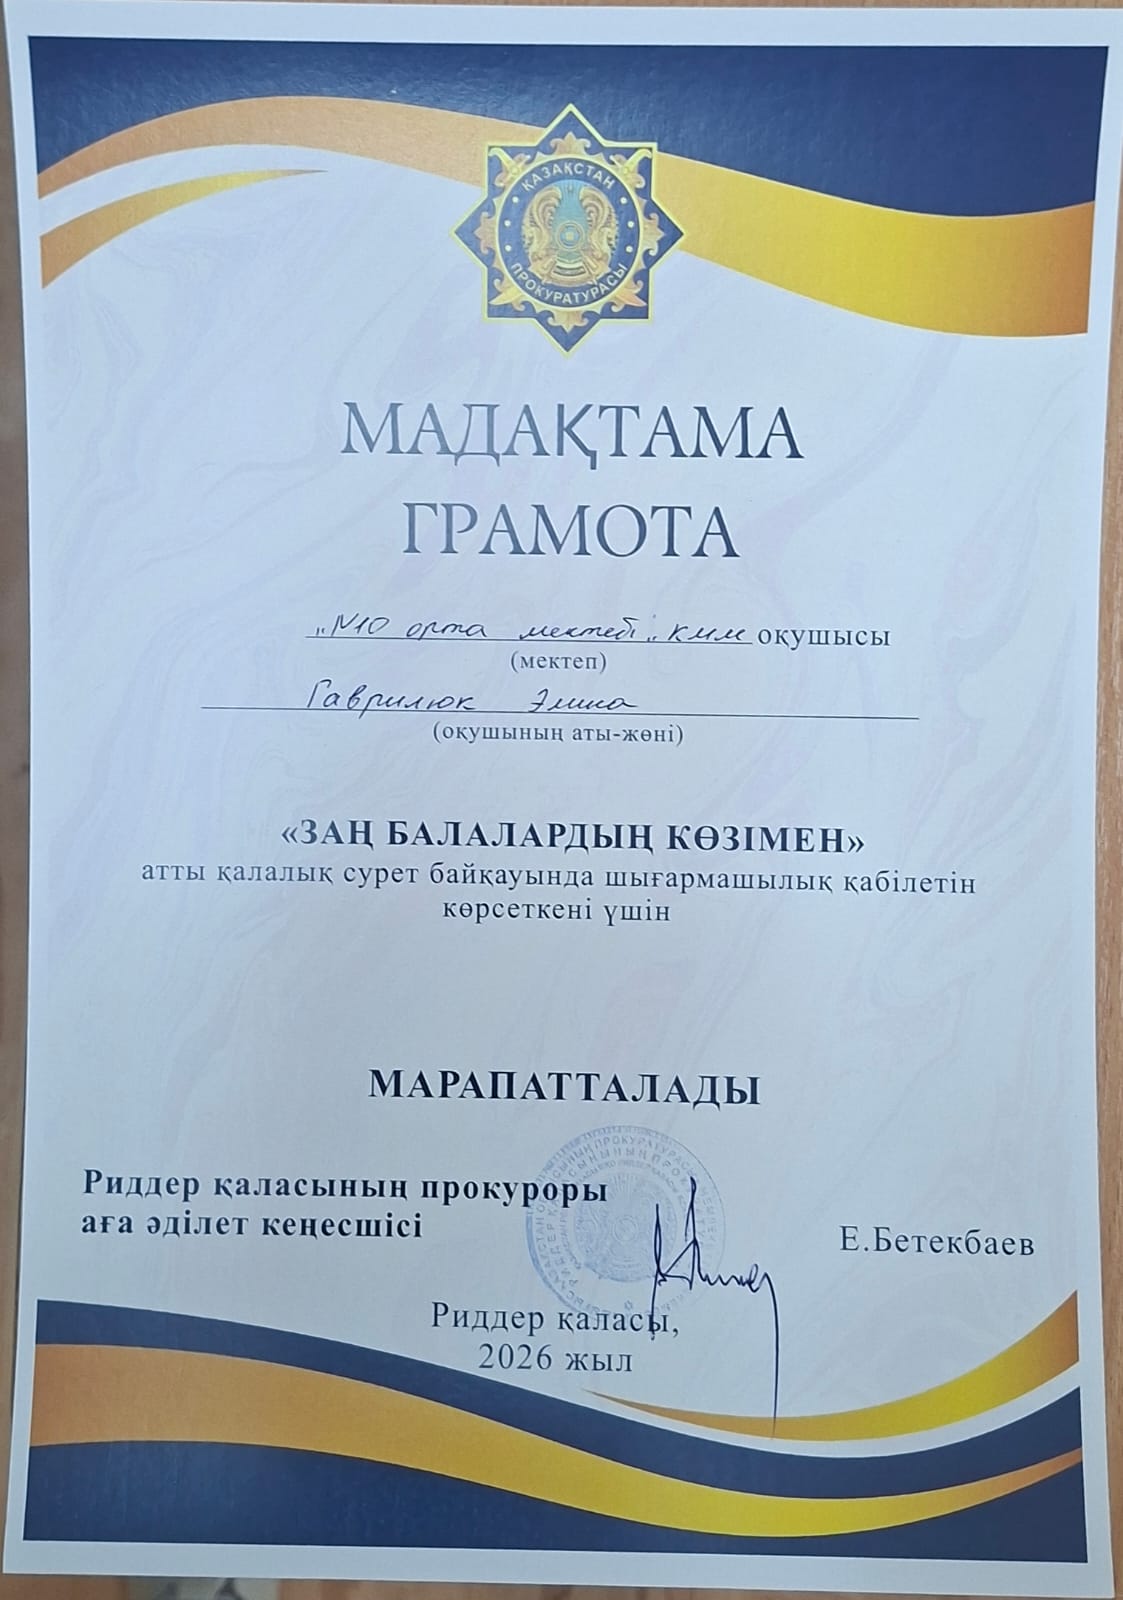 ҚАЗАҚСТАН
ПРОКУРАТУРАСЫ
МАДАҚТАМА
ГРАМОТА
„N10 орта мектебі„ КММ оқушысы
(мектеп)
Гаврилюк Элина
(оқушының аты-жөні)
«ЗАҢ БАЛАЛАРДЫҢ КӨЗІМЕН»
атты қалалық сурет байқауында шығармашылық қабілетін
көрсеткені үшін
МАРАПАТТАЛАДЫ
Риддер қаласының прокуроры
аға әділет кеңесшісі
Е.Бетекбаев
Риддер қаласы,
2026 жыл